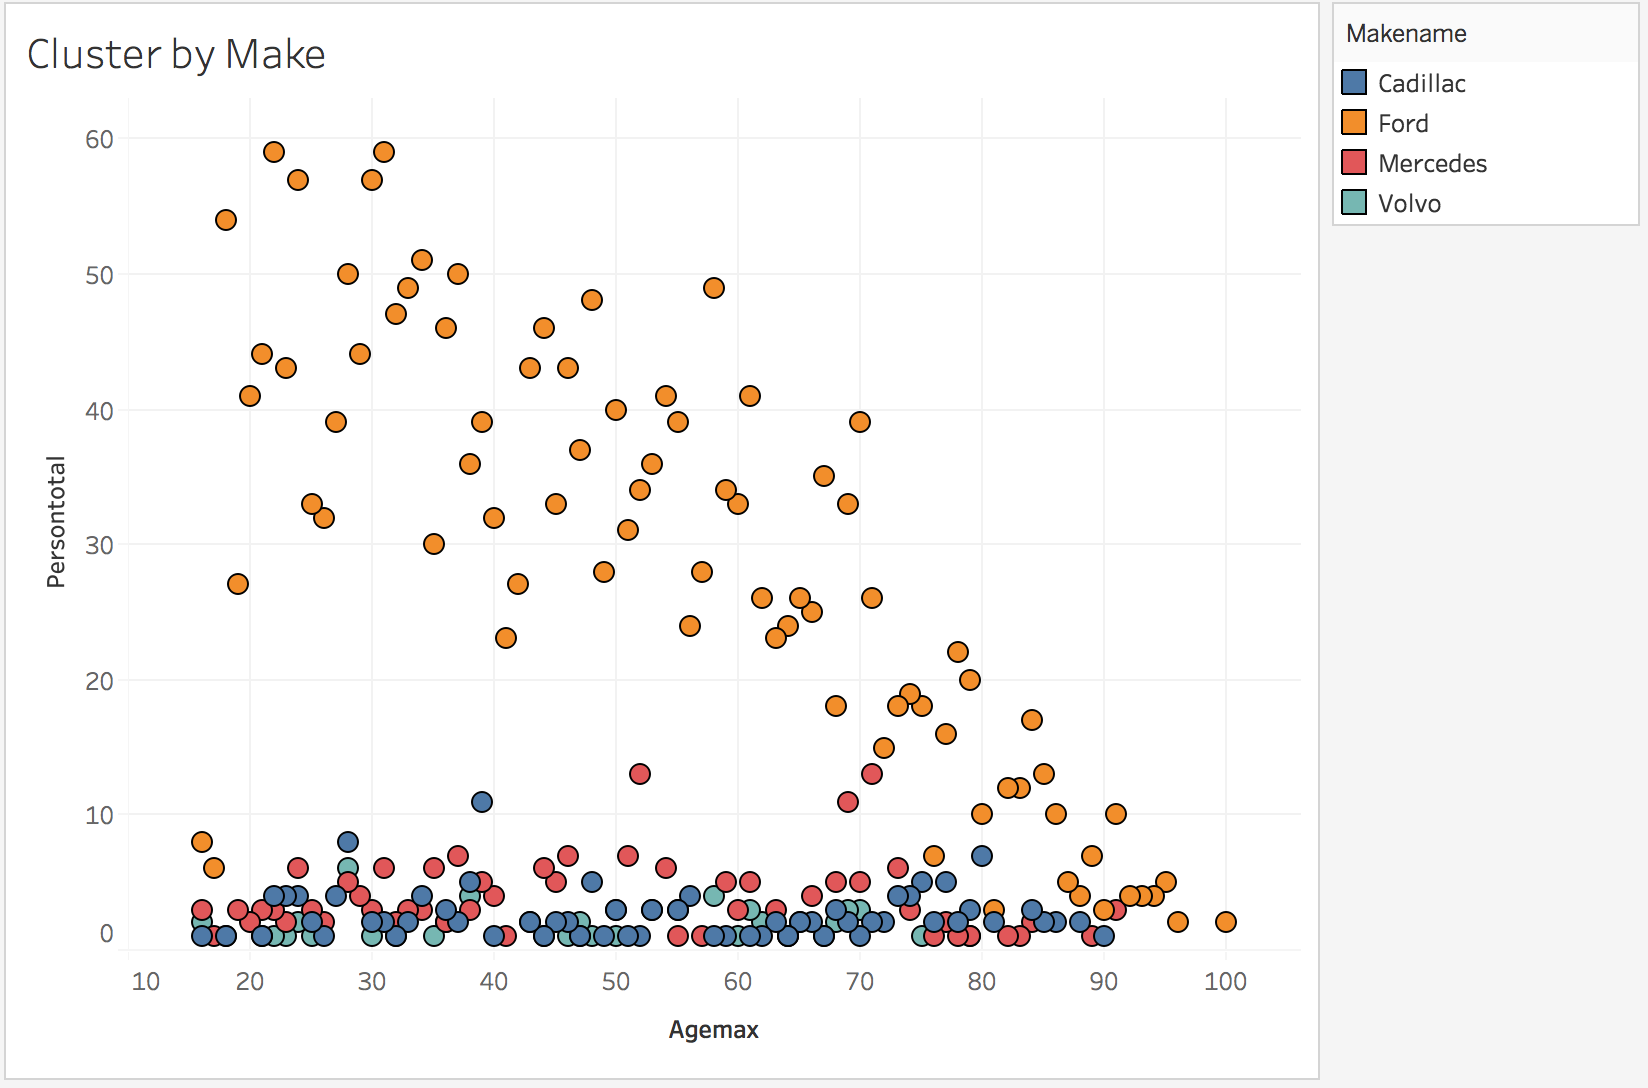 Cluster by Make
Makename
Cadillac
Ford
Mercedes
Volvo
Persontotal
60
50
40
30
20
10
0
10 20 30 40 50 60 70 80 90 100
Agemax